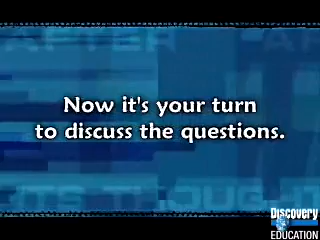 Now it's your turn
to discuss the questions.
Discovery
EDUCATION